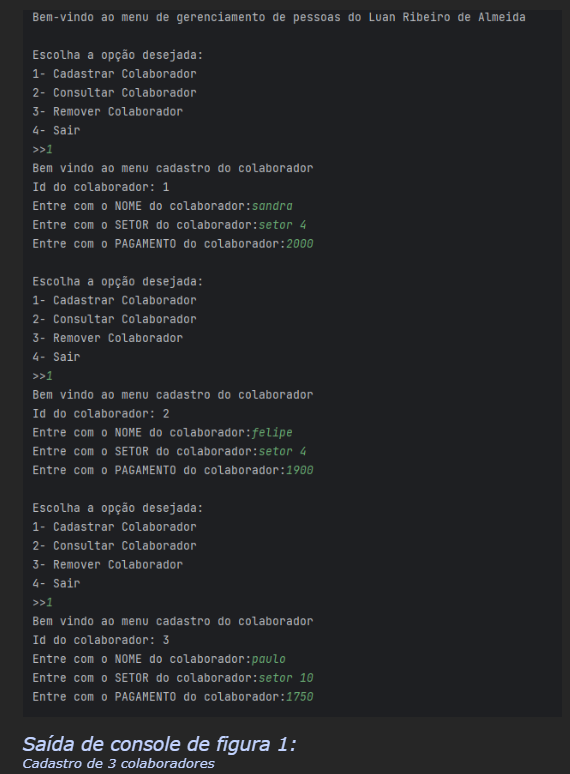 Bem-vindo ao menu de gerenciamento de pessoas do Luan Ribeiro de Almeida
Escolha a opção desejada:
1- Cadastrar Colaborador
2- Consultar Colaborador
3- Remover Colaborador
4- Sair
>>1
Bem vindo ao menu cadastro do colaborador
Id do colaborador: 1
Entre com o NOME do colaborador:sandra
Entre com o SETOR do colaborador:setor 4
Entre com o PAGAMENTO do colaborador:2000
Escolha a opção desejada:
1- Cadastrar Colaborador
2- Consultar Colaborador
3- Remover Colaborador
4- Sair
>>1
Bem vindo ao menu cadastro do colaborador
Id do colaborador: 2
Entre com o NOME do colaborador:felipe
Entre com o SETOR do colaborador:setor 4
Entre com o PAGAMENTO do colaborador:1900
Escolha a opção desejada:
1- Cadastrar Colaborador
2- Consultar Colaborador
3- Remover Colaborador
4- Sair
>>1
Bem vindo ao menu cadastro do colaborador
Id do colaborador: 3
Entre com o NOME do colaborador:paulo
Entre com o SETOR do colaborador:setor 10
Entre com o PAGAMENTO do colaborador:1750
Saída de console de figura 1:
Cadastro de 3 colaboradores